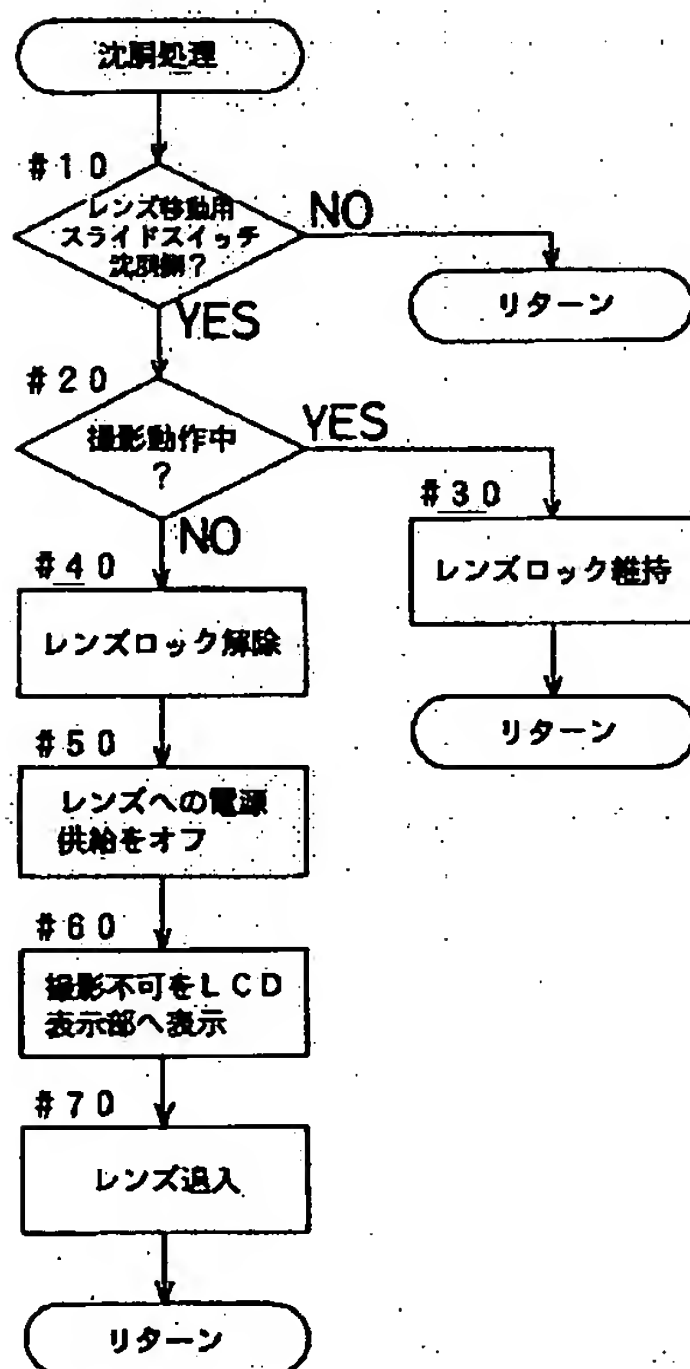 沈胴処理
#10
レンズ移動用
スライドスイッチ
沈胴側?
NO
リターン
YES
#20
撮影動作中
?
YES
#30
レンズロック維持
リターン
NO
#40
レンズロック解除
#50
レンズへの電源
供給をオフ
#60
撮影不可をLCD
表示部へ表示
#70
レンズ退入
リターン